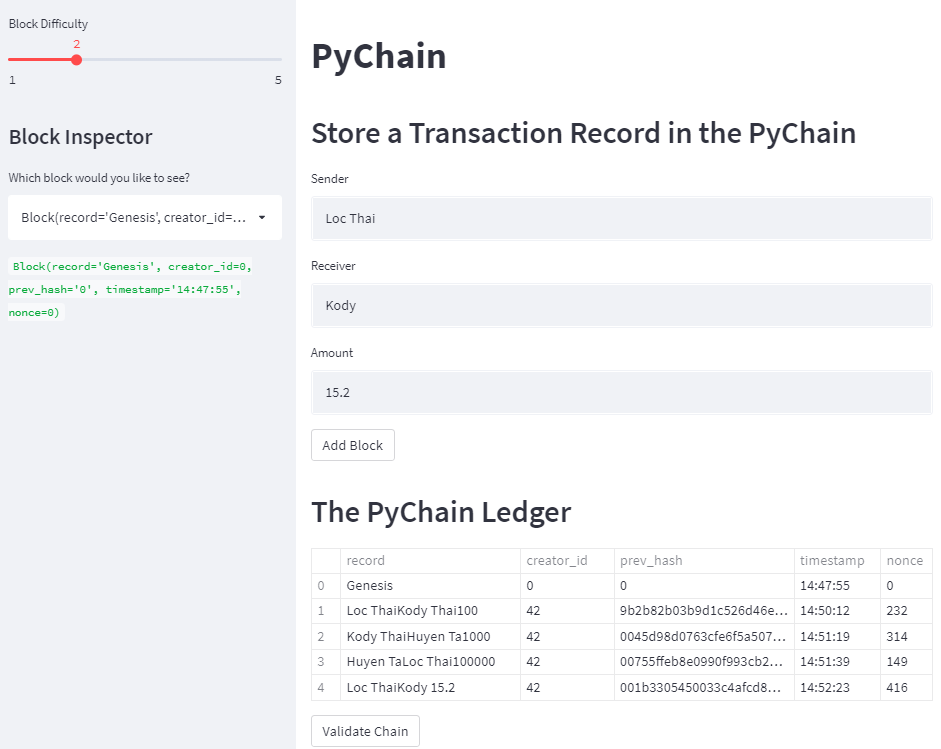 Block Difficulty
2
1 5
Block Inspector
Which block would you like to see?
Block(record='Genesis', creator_id=...
Block(record='Genesis', creator_id=0,
prev_hash='0', timestamp='14:47:55',
nonce=0)
PyChain
Store a Transaction Record in the PyChain
Sender
Loc Thai
Receiver
Kody
Amount
15.2
Add Block
The PyChain Ledger
record creator_id prev_hash timestamp nonce
0 Genesis 0 0 14:47:55 0
1 Loc ThaiKody Thai100 42 9b2b82b03b9d1c526d46e... 14:50:12 232
2 Kody ThaiHuyen Ta1000 42 0045d98d0763cfe6f5a507... 14:51:19 314
3 Huyen TaLoc Thai100000 42 00755ffeb8e0990f993cb2... 14:51:39 149
4 Loc ThaiKody 15.2 42 001b3305450033c4afcd8... 14:52:23 416
Validate Chain